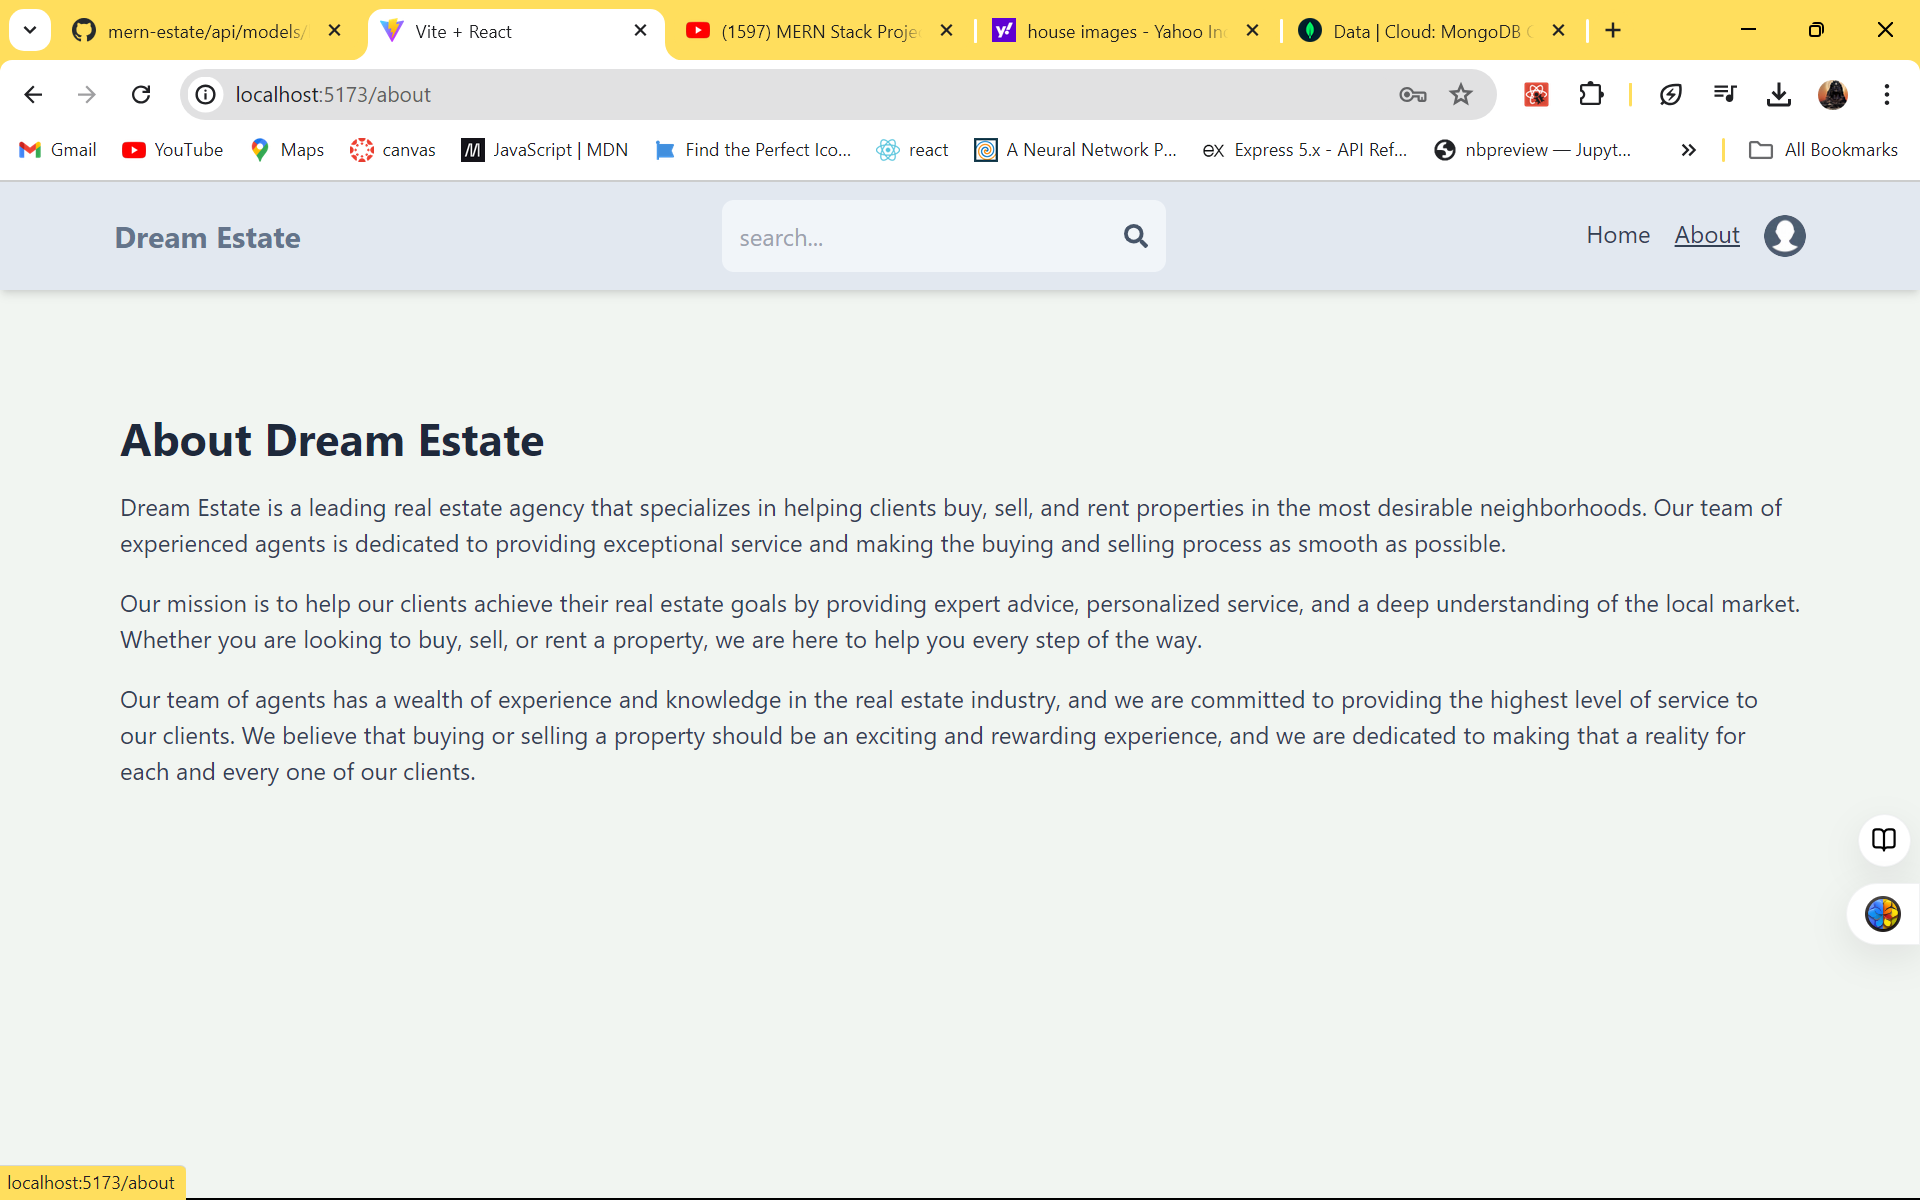 mern-estate/api/models/
Vite + React
(1597) MERN Stack Proje
house images - Yahoo In
Data | Cloud: MongoDB C
localhost:5173/about
Gmail
YouTube
Maps
canvas
JavaScript | MDN
Find the Perfect Ico...
react
A Neural Network P...
ex Express 5.x - API Ref...
nbpreview — Jupyt...
All Bookmarks
Dream Estate
search...
Home
About
About Dream Estate
Dream Estate is a leading real estate agency that specializes in helping clients buy, sell, and rent properties in the most desirable neighborhoods. Our team of
experienced agents is dedicated to providing exceptional service and making the buying and selling process as smooth as possible.
Our mission is to help our clients achieve their real estate goals by providing expert advice, personalized service, and a deep understanding of the local market.
Whether you are looking to buy, sell, or rent a property, we are here to help you every step of the way.
Our team of agents has a wealth of experience and knowledge in the real estate industry, and we are committed to providing the highest level of service to
our clients. We believe that buying or selling a property should be an exciting and rewarding experience, and we are dedicated to making that a reality for
each and every one of our clients.
localhost:5173/about